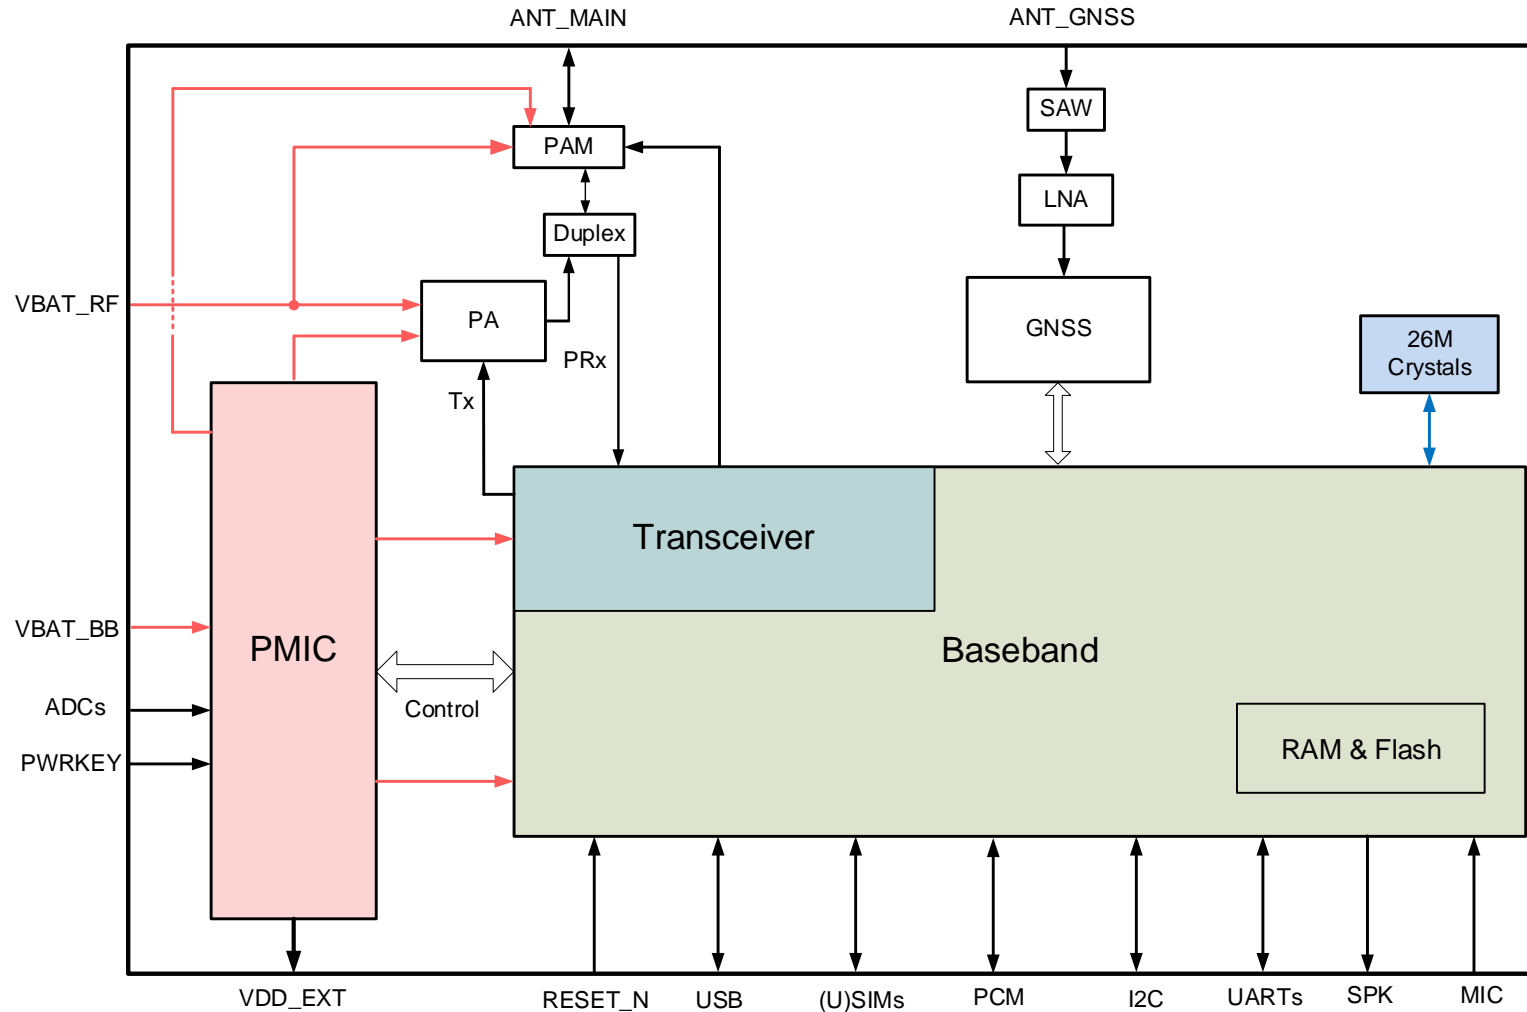 ANT_MAIN
ANT_GNSS
SAW
PAM
LNA
Duplex
VBAT_RF
PA
GNSS
26M
Crystals
PRx
Tx
Transceiver
VBAT_BB
PMIC
Baseband
ADCs
Control
PWRKEY
RAM & Flash
VDD_EXT
RESET_N
USB
(U)SIMs
PCM
I2C
UARTs
SPK
MIC